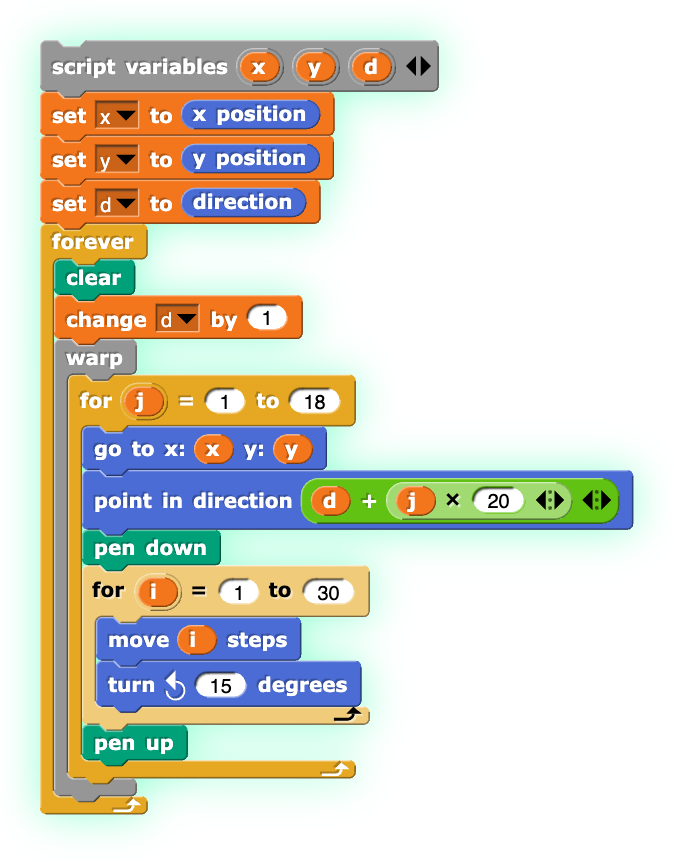 script variables x y d
set x to x position
set y to y position
set d to direction
forever
clear
change d by 1
warp
for j = 1 to 18
go to x: x y: y
point in direction d + j × 20
pen down
for i = 1 to 30
move i steps
turn 15 degrees
pen up